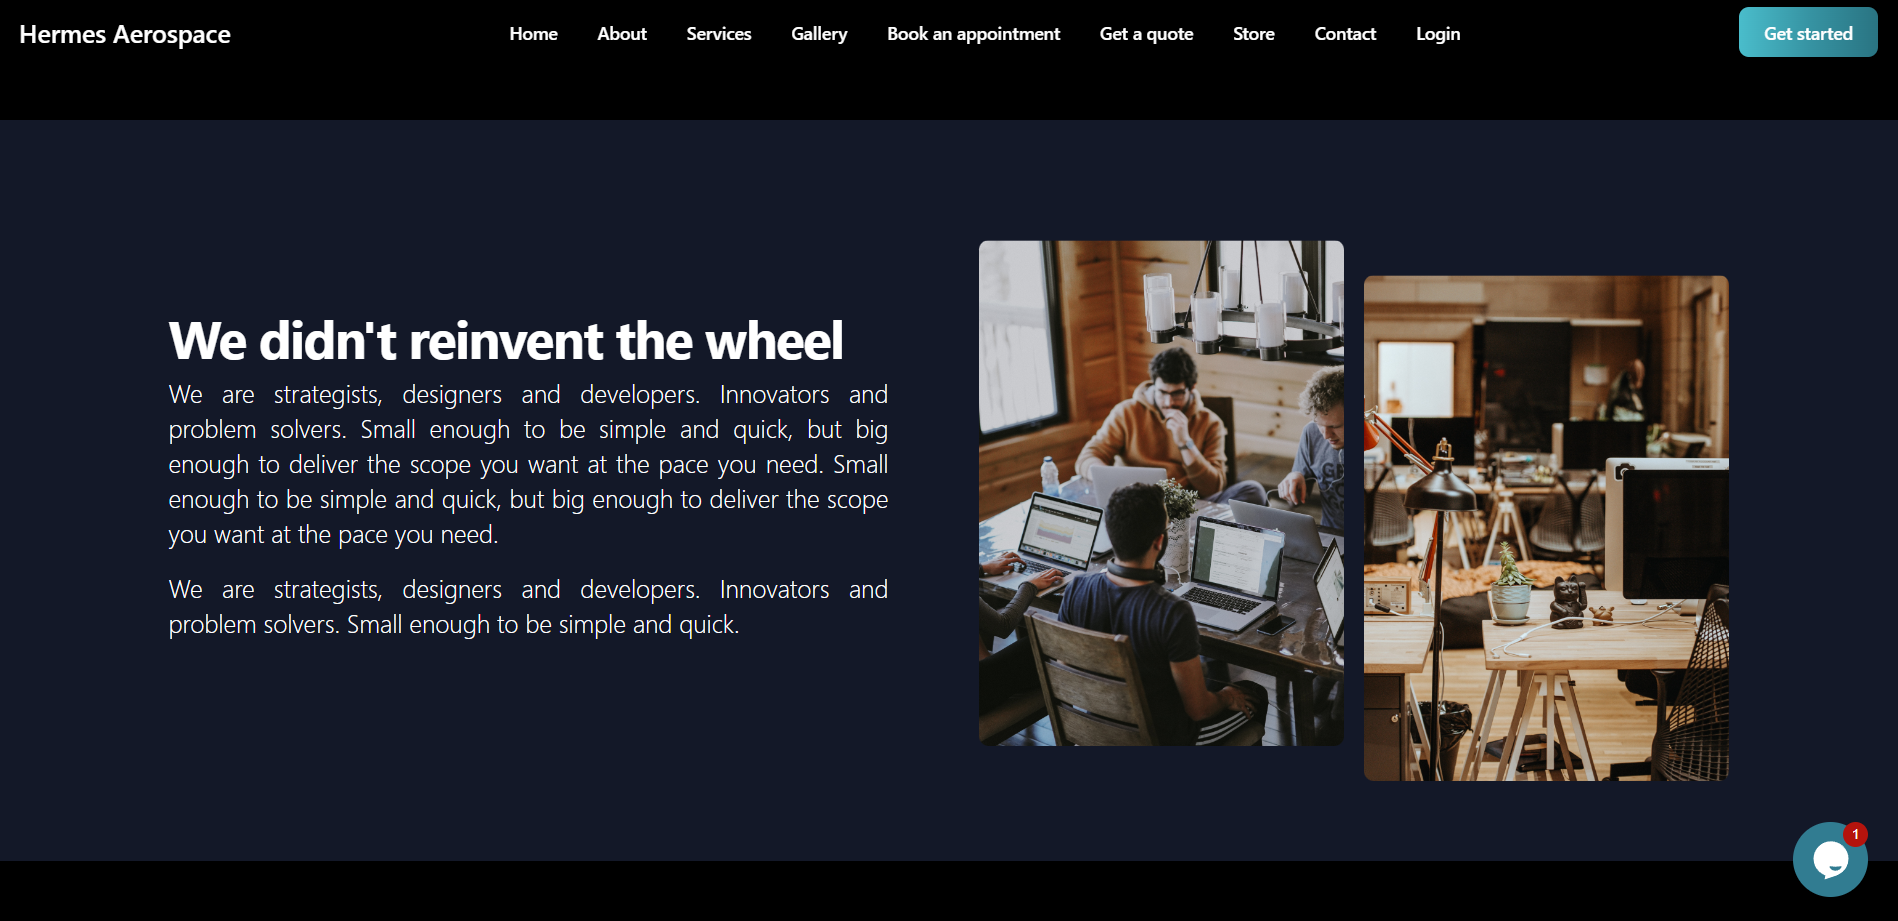 Hermes Aerospace
Home
About
Services
Gallery
Book an appointment
Get a quote
Store
Contact
Login
Get started
We didn't reinvent the wheel
We are strategists, designers and developers. Innovators and
problem solvers. Small enough to be simple and quick, but big
enough to deliver the scope you want at the pace you need. Small
enough to be simple and quick, but big enough to deliver the scope
you want at the pace you need.
We are strategists, designers and developers. Innovators and
problem solvers. Small enough to be simple and quick.
1